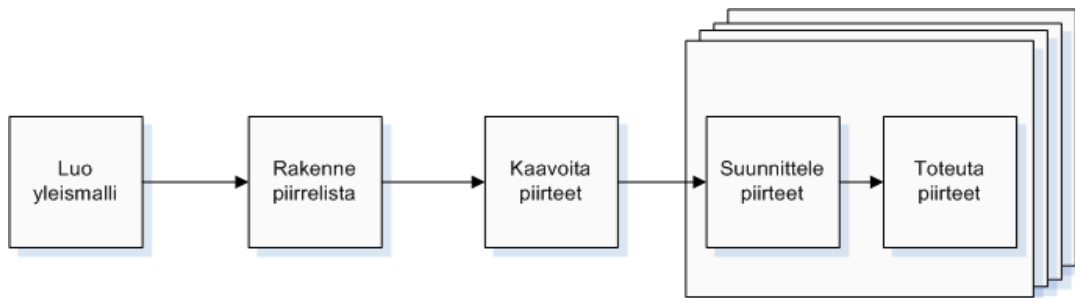 Luo
yleismalli
Rakenne
piirrelista
Kaavoita
piirteet
Suunnittele
piirteet
Toteuta
piirteet